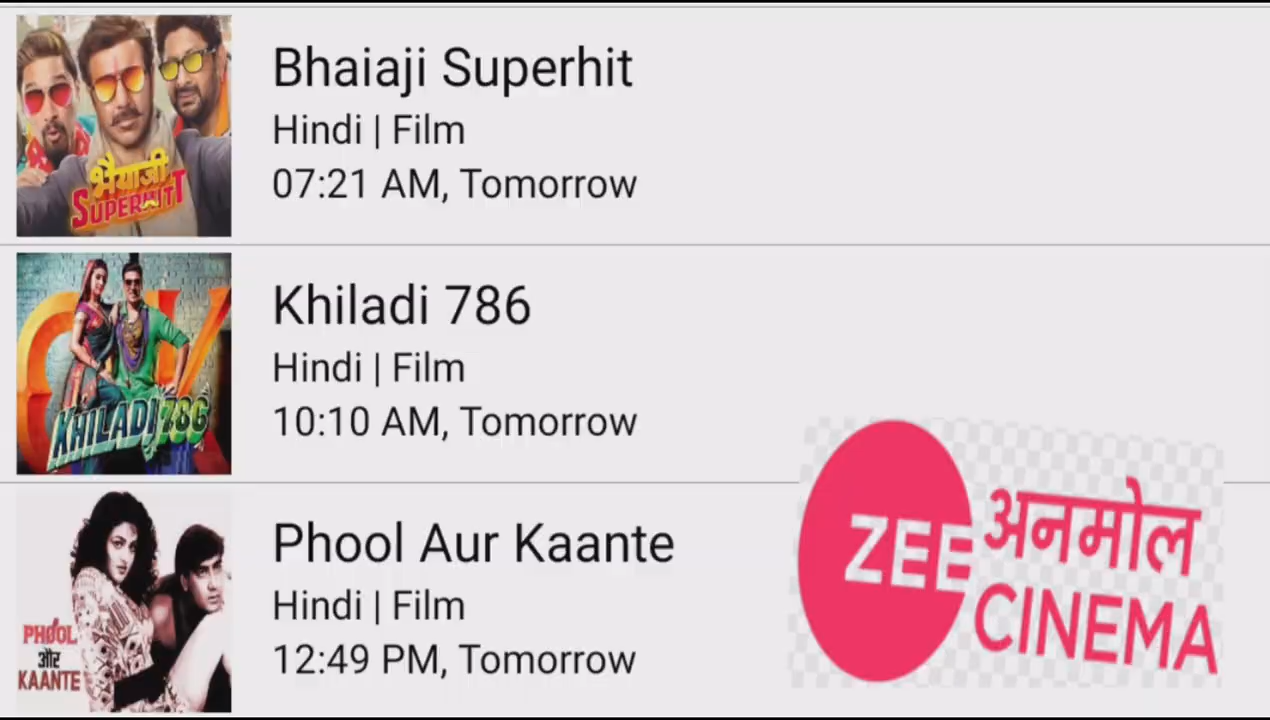 भैयाजी
SUPERHITT
Bhaiaji Superhit
Hindi | Film
07:21 AM, Tomorrow
KHILADI 786
Khiladi 786
Hindi | Film
10:10 AM, Tomorrow
PHOOL
और
KAANTE
Phool Aur Kaante
Hindi | Film
12:49 PM, Tomorrow
ZEE अनमोल
CINEMA